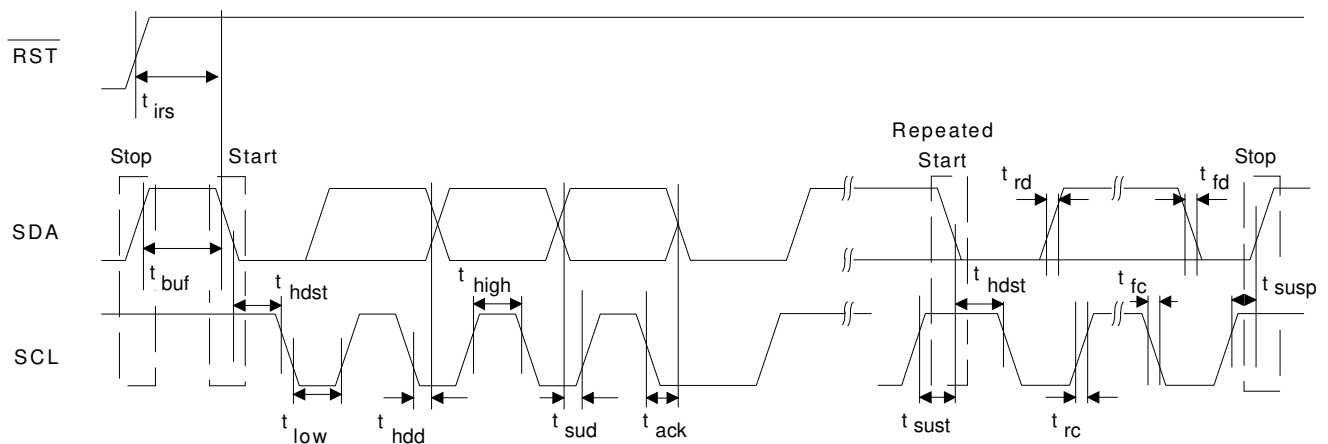 RST
t irs
Repeated
Stop Start Start Stop
t rd t fd
SDA
t buf t hdst t high t hdst t fc t susp
SCL
t low t hdd t sud t ack t sust t rc